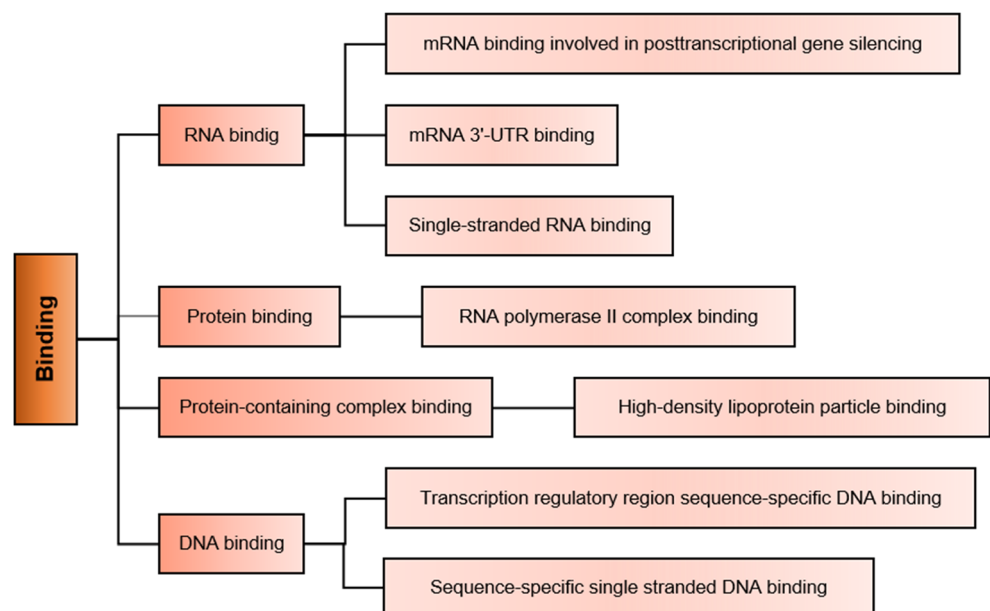 Binding
RNA bindig
mRNA binding involved in posttranscriptional gene silencing
mRNA 3'-UTR binding
Single-stranded RNA binding
Protein binding
RNA polymerase II complex binding
Protein-containing complex binding
High-density lipoprotein particle binding
DNA binding
Transcription regulatory region sequence-specific DNA binding
Sequence-specific single stranded DNA binding